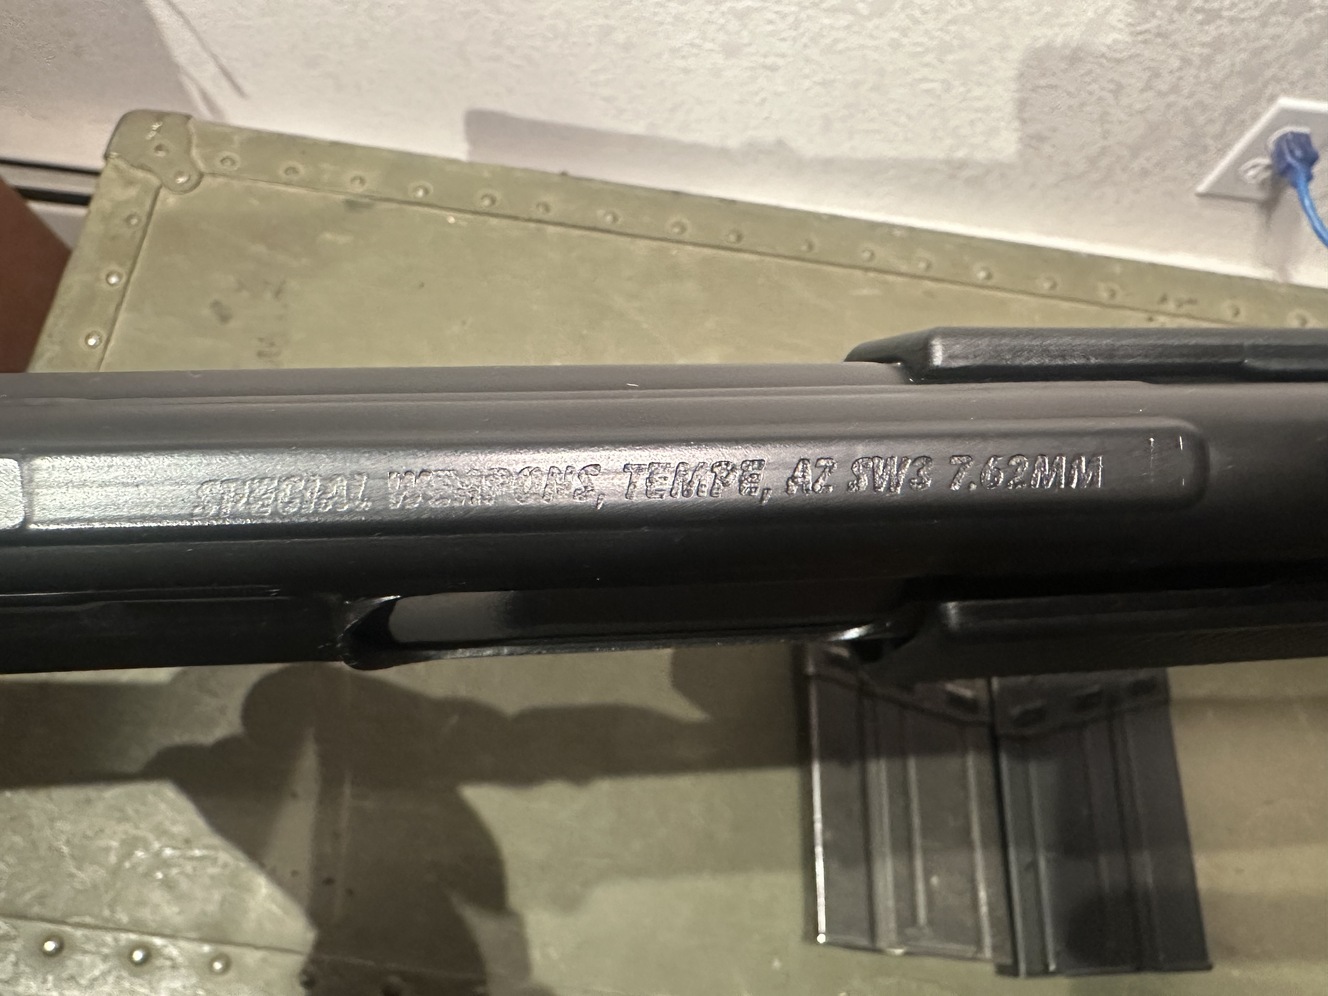 SPECIAL WEAPONS, TEMPE, AZ SW3 7.62MM